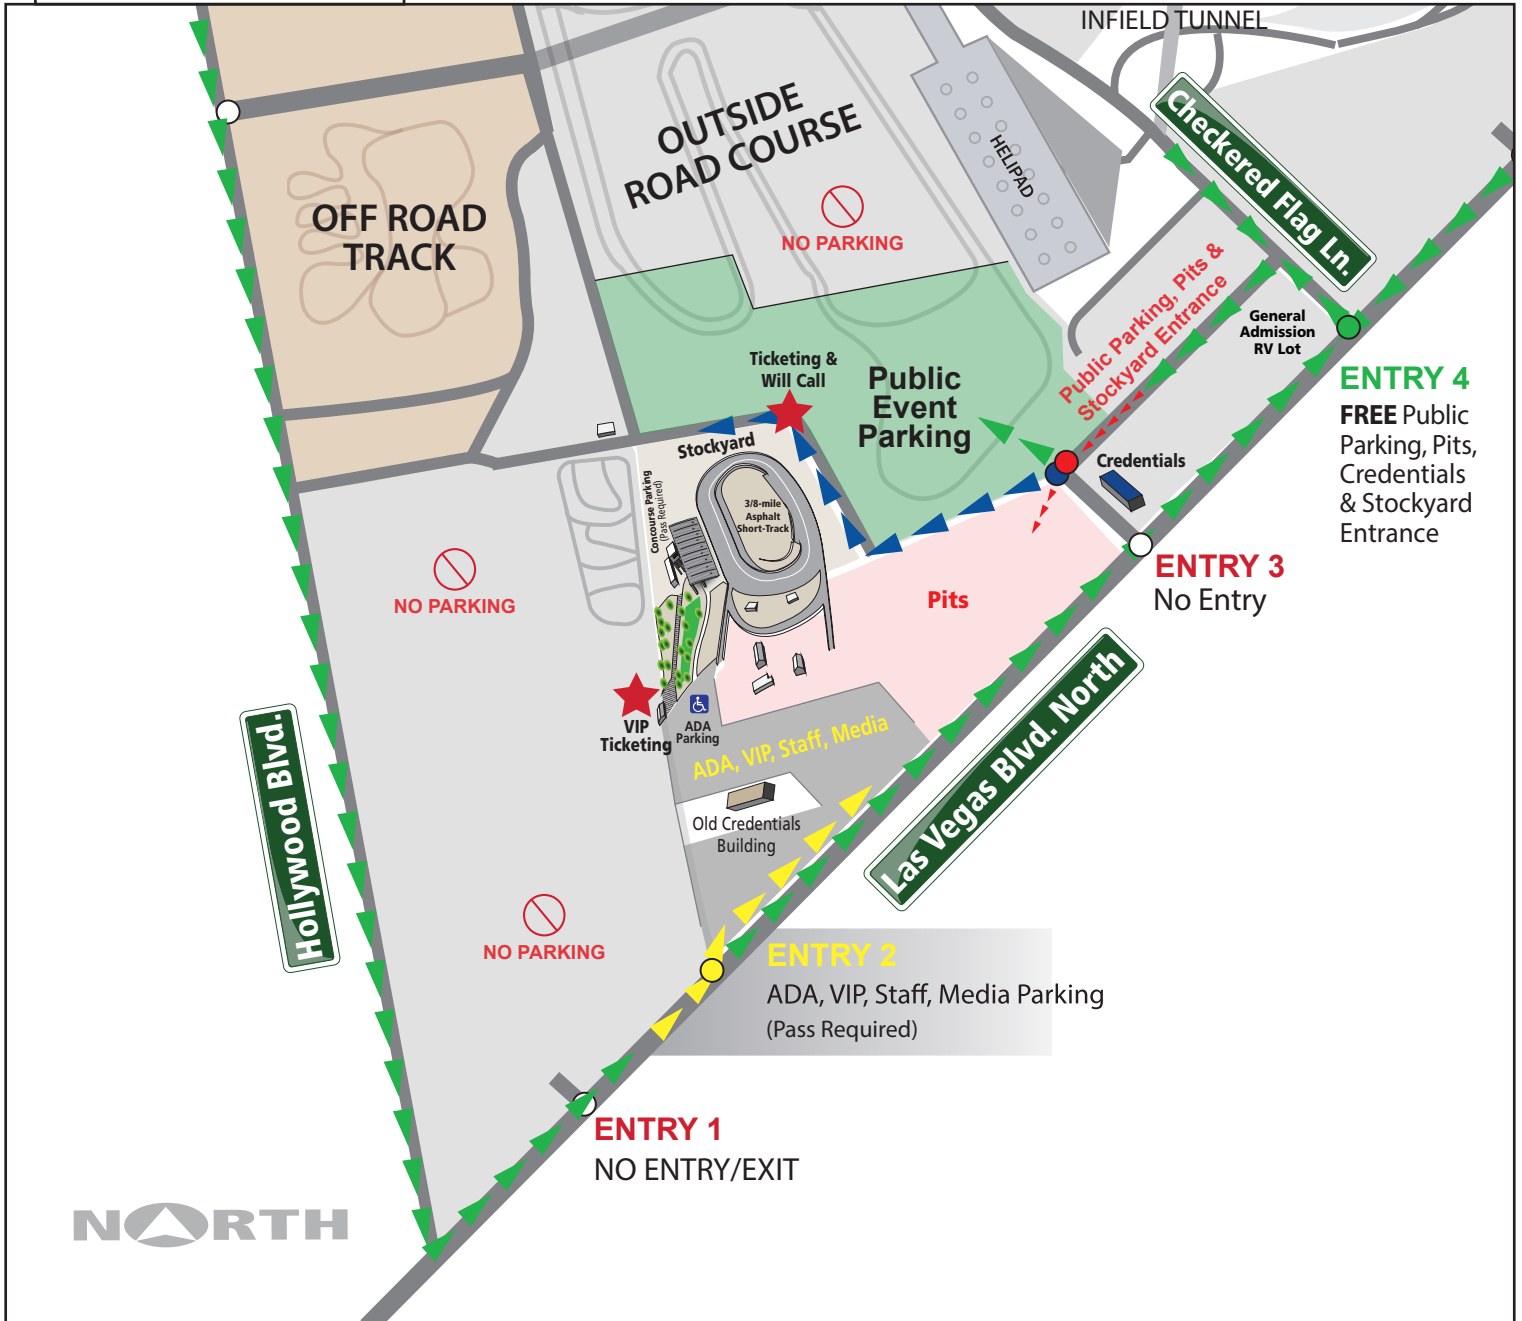 INFIELD TUNNEL
Checkered Flag Ln.
OUTSIDE
ROAD COURSE
HELIPAD
NO PARKING
OFF ROAD
TRACK
Public Parking, Pits &
Stockyard Entrance
General
Admission
RV Lot
Ticketing &
Will Call
Public
Event
Parking
ENTRY 4
FREE Public
Parking, Pits,
Credentials
& Stockyard
Entrance
Stockyard
Credentials
Concourse Parking
(Pass Required)
3/8-mile
Asphalt
Short-Track
NO PARKING
Pits
ENTRY 3
No Entry
VIP
Ticketing
ADA
Parking
ADA, VIP, Staff, Media
Las Vegas Blvd. North
Hollywood Blvd.
Old Credentials
Building
NO PARKING
ENTRY 2
ADA, VIP, Staff, Media Parking
(Pass Required)
ENTRY 1
NO ENTRY/EXIT
NORTH